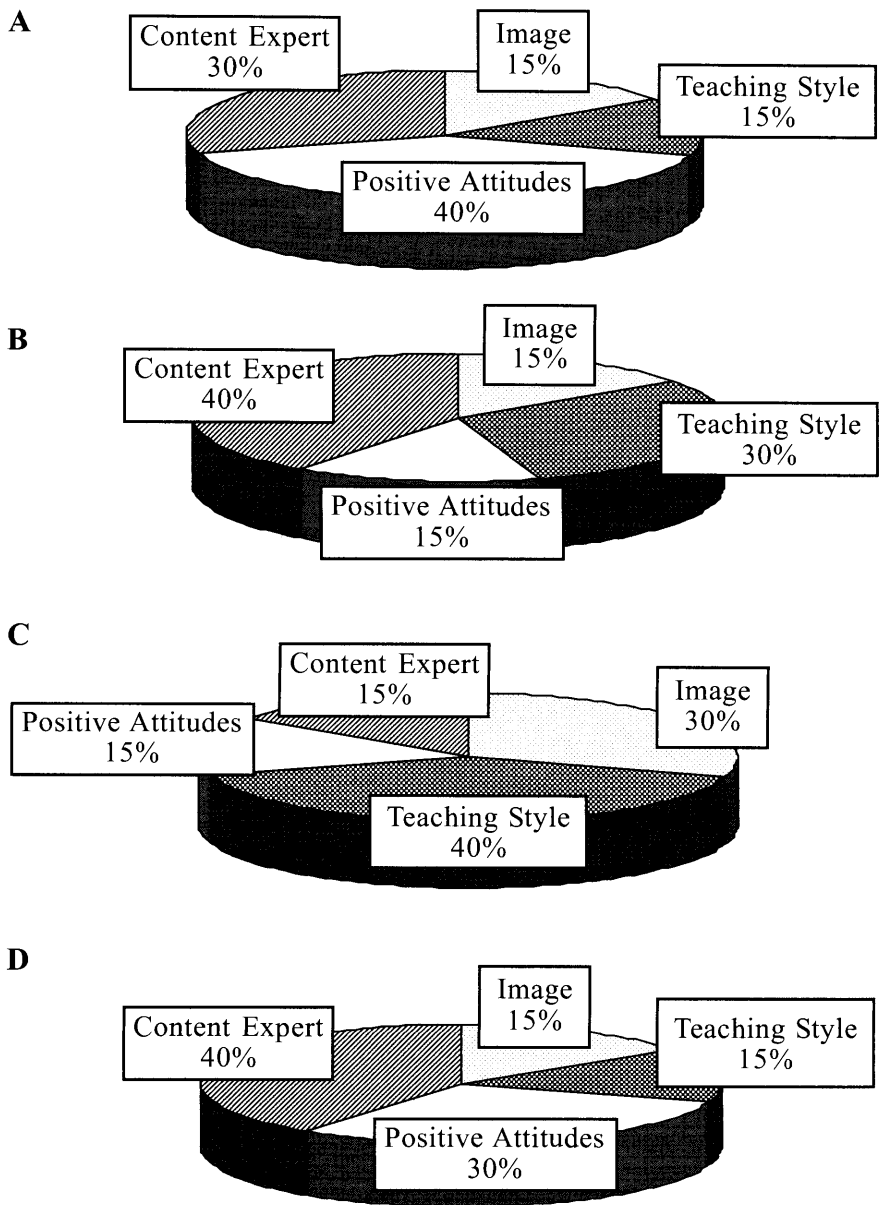 A
Content Expert
30%
Image
15%
Teaching Style
15%
Positive Attitudes
40%
B
Content Expert
40%
Image
15%
Teaching Style
30%
Positive Attitudes
15%
C
Content Expert
15%
Image
30%
Positive Attitudes
15%
Teaching Style
40%
D
Content Expert
40%
Image
15%
Teaching Style
15%
Positive Attitudes
30%